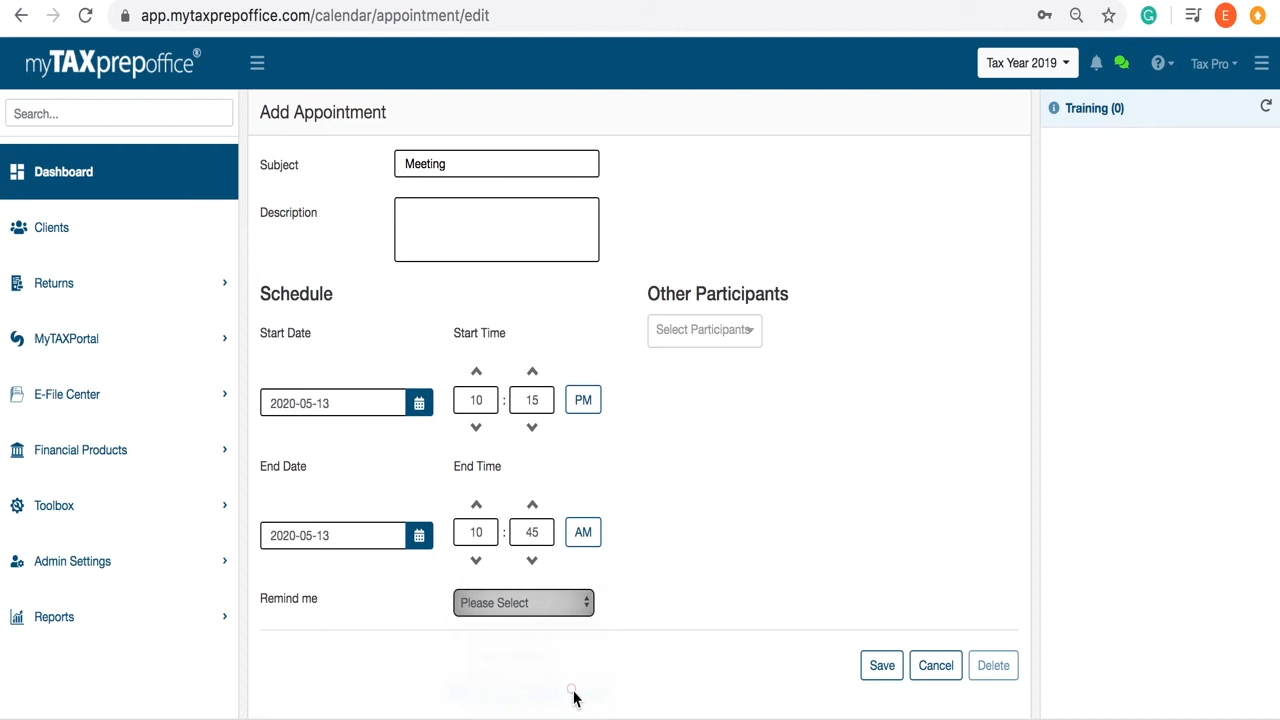 app.mytaxprepoffice.com/calendar/appointment/edit
E
myTAXprepoffice®
Tax Year 2019
Tax Pro
Search...
Add Appointment
Training (0)
Dashboard
Subject
Meeting
Clients
Description
Returns
Schedule
Other Participants
MyTAXPortal
Start Date
Start Time
Select Participants
E-File Center
2020-05-13
10 : 15 PM
Financial Products
End Date
End Time
Toolbox
2020-05-13
10 : 45 AM
Admin Settings
Remind me
Please Select
Reports
Save
Cancel
Delete